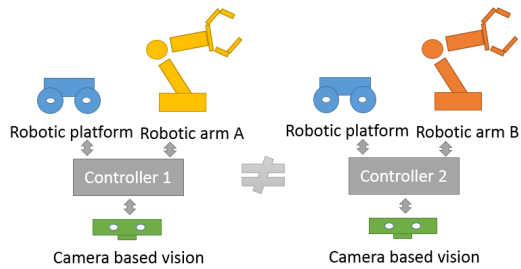 Robotic platform
Robotic arm A
Robotic platform
Robotic arm B
Controller 1
Controller 2
Camera based vision
Camera based vision